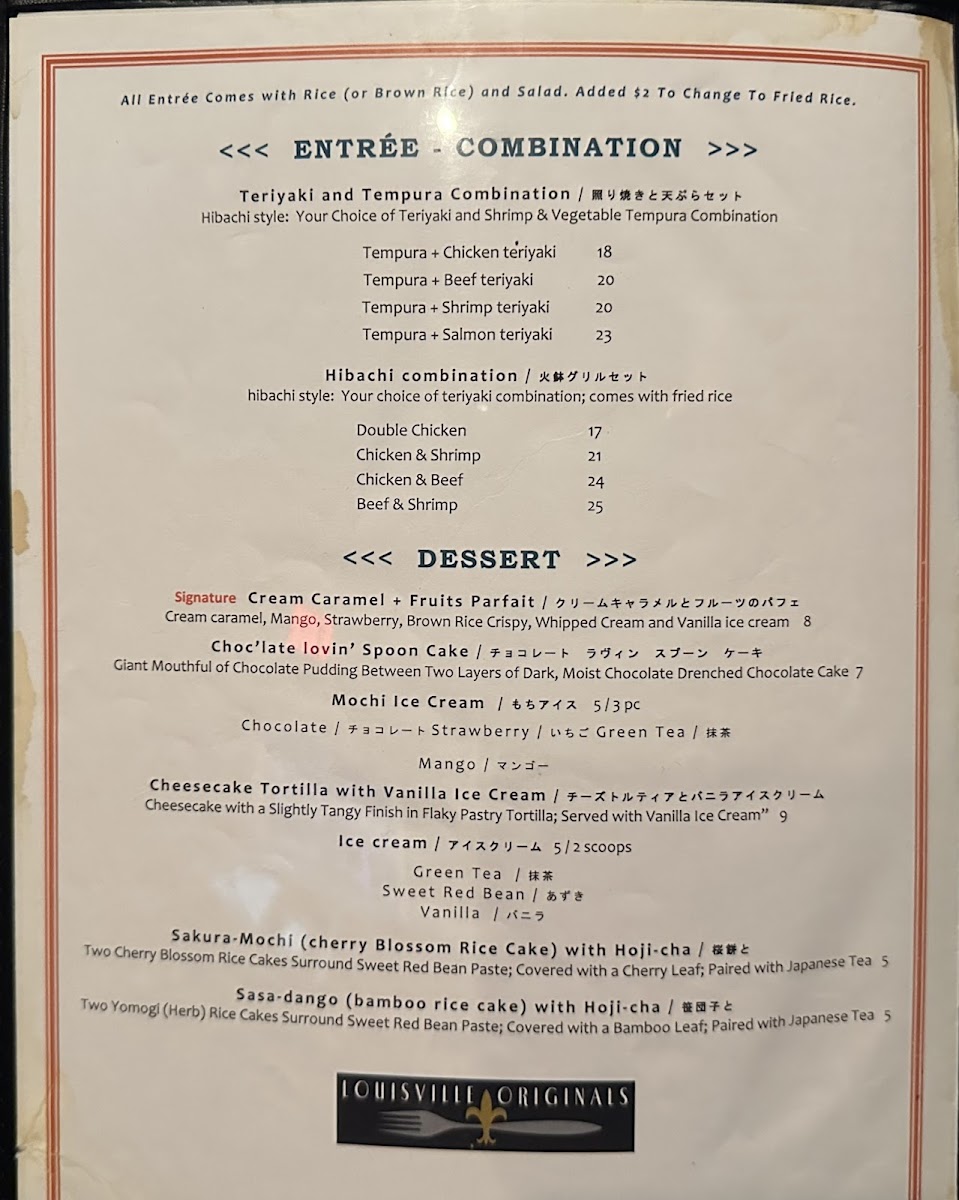 All Entrée Comes with Rice (or Brown Rice) and Salad. Added $2 To Change To Fried Rice.
<<< ENTRÉE - COMBINATION >>>
Teriyaki and Tempura Combination / 照り焼きと天ぷらセット
Hibachi style: Your Choice of Teriyaki and Shrimp & Vegetable Tempura Combination
Tempura + Chicken teriyaki 18
Tempura + Beef teriyaki 20
Tempura + Shrimp teriyaki 20
Tempura + Salmon teriyaki 23
Hibachi combination / 火鉢グリルセット
hibachi style: Your choice of teriyaki combination; comes with fried rice
Double Chicken 17
Chicken & Shrimp 21
Chicken & Beef 24
Beef & Shrimp 25
<<< DESSERT >>>
Signature Cream Caramel + Fruits Parfait / クリームキャラメルとフルーツのパフェ
Cream caramel, Mango, Strawberry, Brown Rice Crispy, Whipped Cream and Vanilla ice cream 8
Choc'late lovin' Spoon Cake / チョコレート ラヴィン スプーン ケーキ
Giant Mouthful of Chocolate Pudding Between Two Layers of Dark, Moist Chocolate Drenched Chocolate Cake 7
Mochi Ice Cream / もちアイス 5/3 pc
Chocolate / チョコレート Strawberry / いちご Green Tea / 抹茶
Mango / マンゴー
Cheesecake Tortilla with Vanilla Ice Cream / チーズトルティアとバニラアイスクリーム
Cheesecake with a Slightly Tangy Finish in Flaky Pastry Tortilla; Served with Vanilla Ice Cream” 9
Ice cream / アイスクリーム 5/2 scoops
Green Tea / 抹茶
Sweet Red Bean / あずき
Vanilla / バニラ
Sakura-Mochi (cherry Blossom Rice Cake) with Hoji-cha / 桜餅と
Two Cherry Blossom Rice Cakes Surround Sweet Red Bean Paste; Covered with a Cherry Leaf; Paired with Japanese Tea 5
Sasa-dango (bamboo rice cake) with Hoji-cha / 笹団子と
Two Yomogi (Herb) Rice Cakes Surround Sweet Red Bean Paste; Covered with a Bamboo Leaf; Paired with Japanese Tea 5
LOUISVILLE ORIGINALS